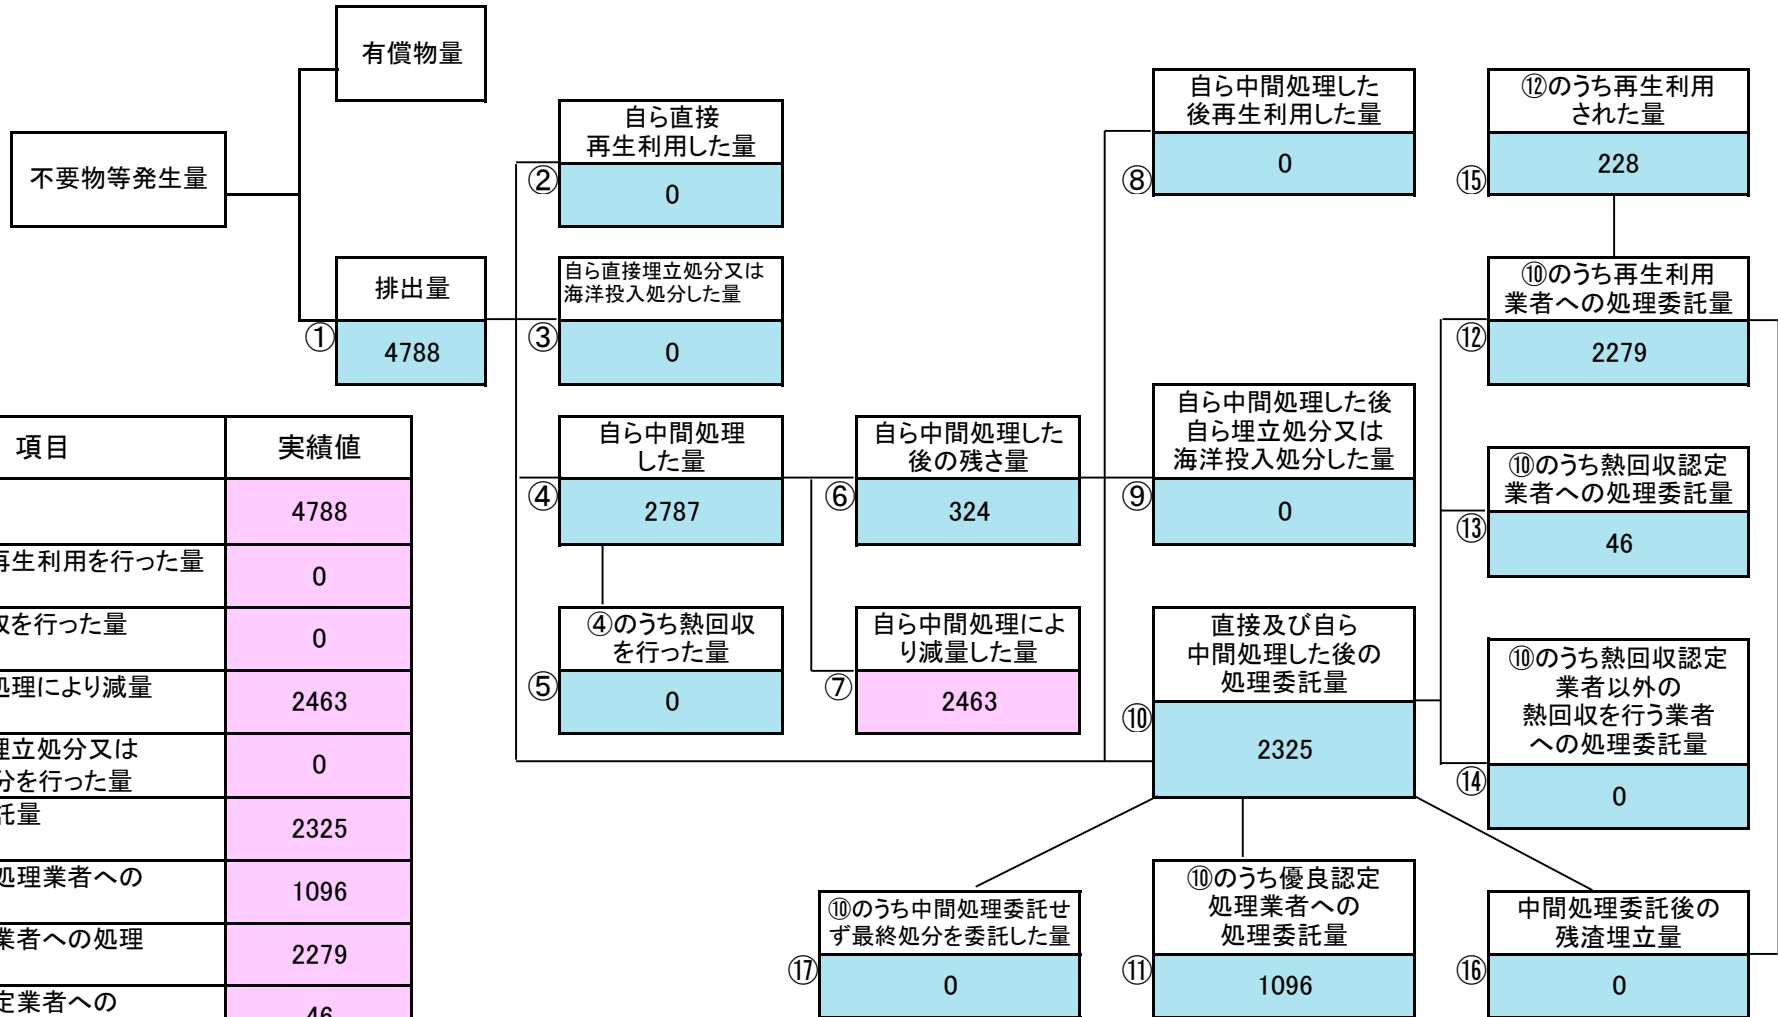 有償物量
不要物等発生量
排出量
①
4788
自ら直接
再生利用した量
②
0
自ら直接埋立処分又は
海洋投入処分した量
③
0
自ら中間処理
した量
④
2787
④のうち熱回収
を行った量
⑤
0
自ら中間処理した
後の残さ量
⑥
324
自ら中間処理によ
り減量した量
⑦
2463
自ら中間処理した
後再生利用した量
⑧
0
自ら中間処理した後
自ら埋立処分又は
海洋投入処分した量
⑨
0
直接及び自ら
中間処理した後の
処理委託量
⑩
2325
⑫のうち再生利用
された量
⑮
228
⑩のうち再生利用
業者への処理委託量
⑫
2279
⑩のうち熱回収認定
業者への処理委託量
⑬
46
⑩のうち熱回収認定
業者以外の
熱回収を行う業者
への処理委託量
⑭
0
⑩のうち中間処理委託せ
ず最終処分を委託した量
⑰
0
⑩のうち優良認定
処理業者への
処理委託量
⑪
1096
中間処理委託後の
残渣埋立量
⑯
0
項目 実績値
4788
再生利用を行った量 0
を行った量 0
処理により減量 2463
埋立処分又は
分を行った量 0
託量 2325
処理業者への 1096
業者への処理 2279
定業者への 46